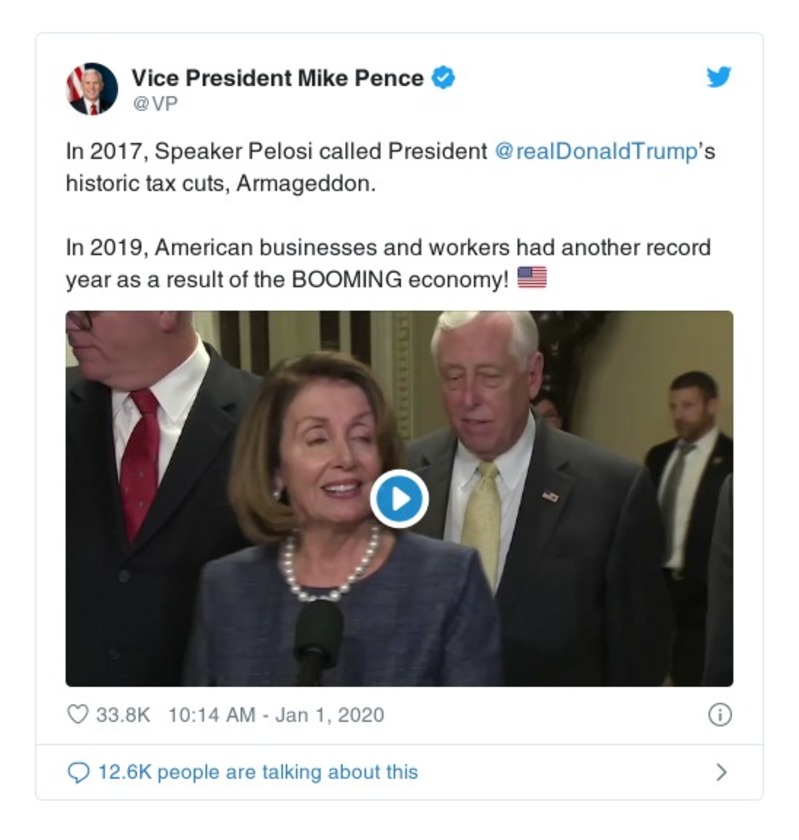 Vice President Mike Pence
@VP
In 2017, Speaker Pelosi called President @realDonaldTrump's
historic tax cuts, Armageddon.
In 2019, American businesses and workers had another record
year as a result of the BOOMING economy! 🇺🇸
33.8K 10:14 AM - Jan 1, 2020
12.6K people are talking about this